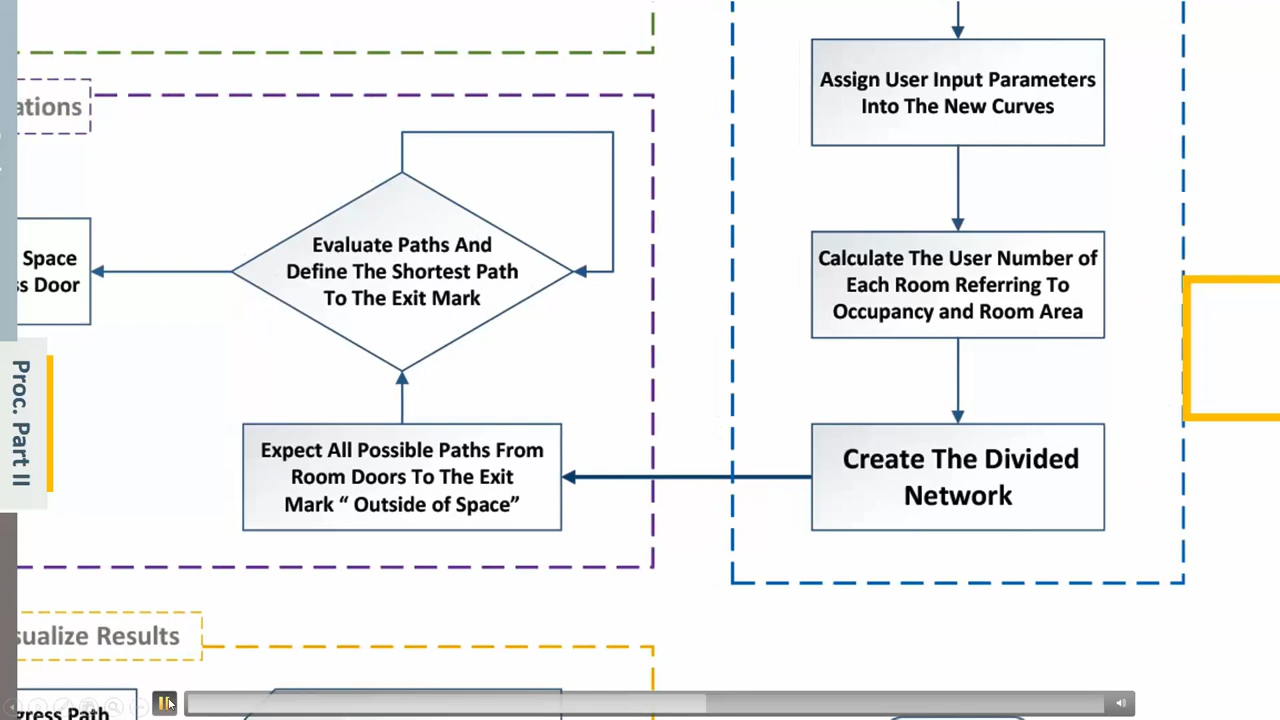 ations
Space
s Door
Evaluate Paths And
Define The Shortest Path
To The Exit Mark
Expect All Possible Paths From
Room Doors To The Exit
Mark “ Outside of Space”
Assign User Input Parameters
Into The New Curves
Calculate The User Number of
Each Room Referring To
Occupancy and Room Area
Create The Divided
Network
Proc. Part II
sualize Results
gress Path